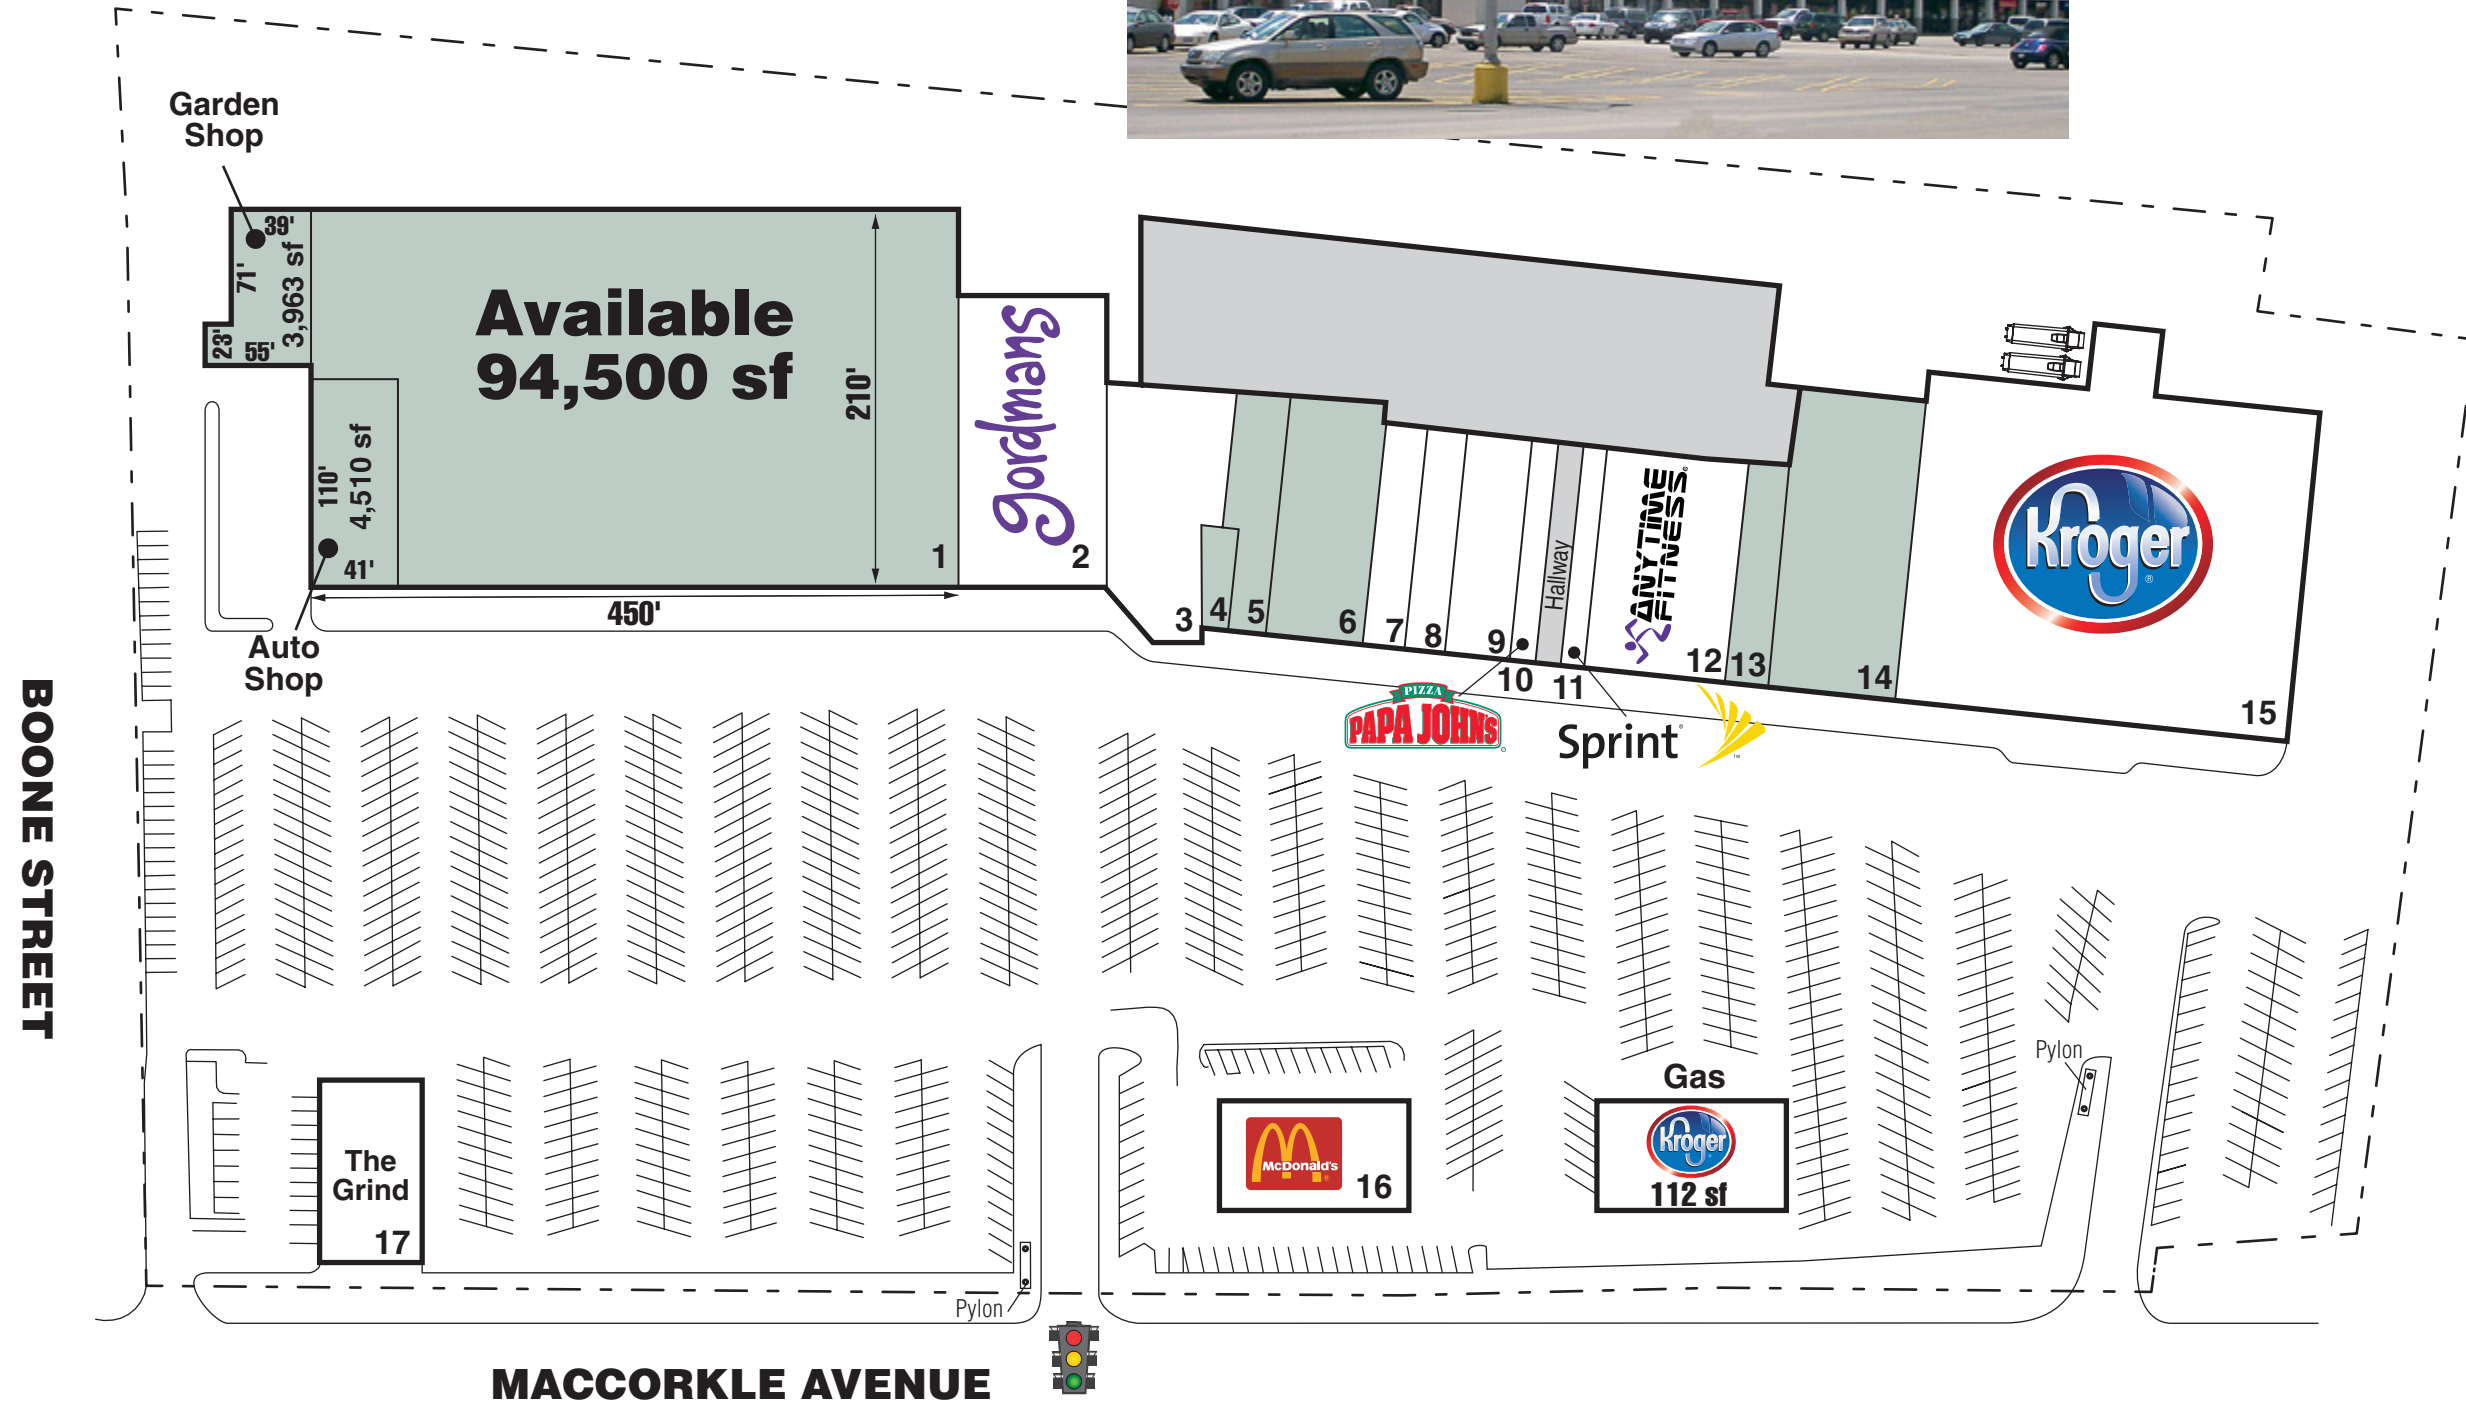 Garden
Shop
39'
71'
3,963 sf
23'
55'
Available
94,500 sf
210'
110'
4,510 sf
41'
450'
Auto
Shop
1
gordmans
2
3
4
5
6
7
8
9
10
Hallway
11
ANYTIME
FITNESS
12
13
14
15
Kroger
PIZZA
PAPA JOHN'S
Sprint
BOONE STREET
The
Grind
17
McDonald's
16
Gas
Kroger
112 sf
Pylon
Pylon
MACCORKLE AVENUE